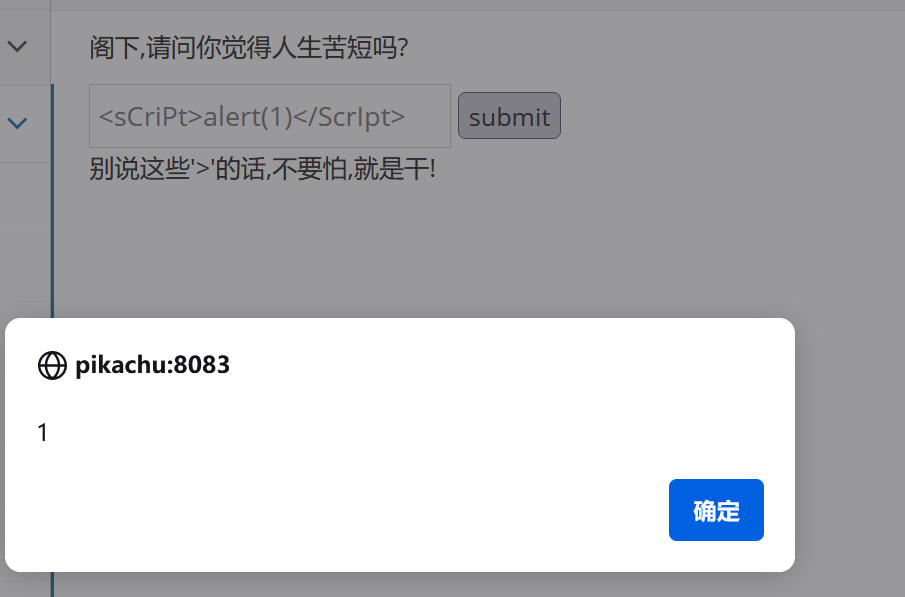 阁下,请问你觉得人生苦短吗?
<sCriPt>alert(1)</ScrIpt>
submit
别说这些'>'的话,不要怕,就是干!
pikachu:8083
1
确定